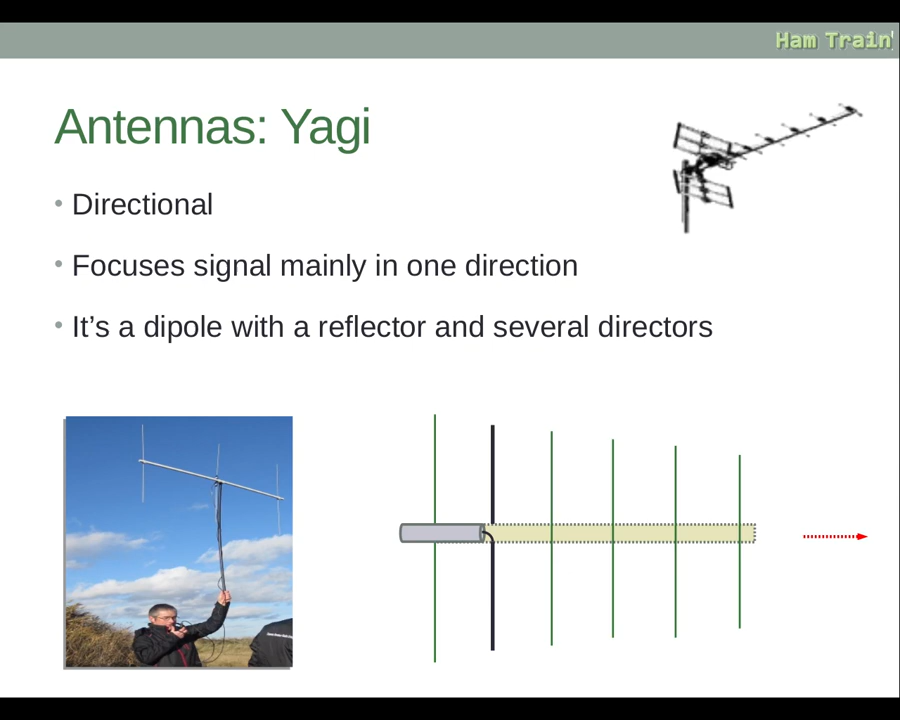 Ham Train
Antennas: Yagi
• Directional
• Focuses signal mainly in one direction
• It’s a dipole with a reflector and several directors